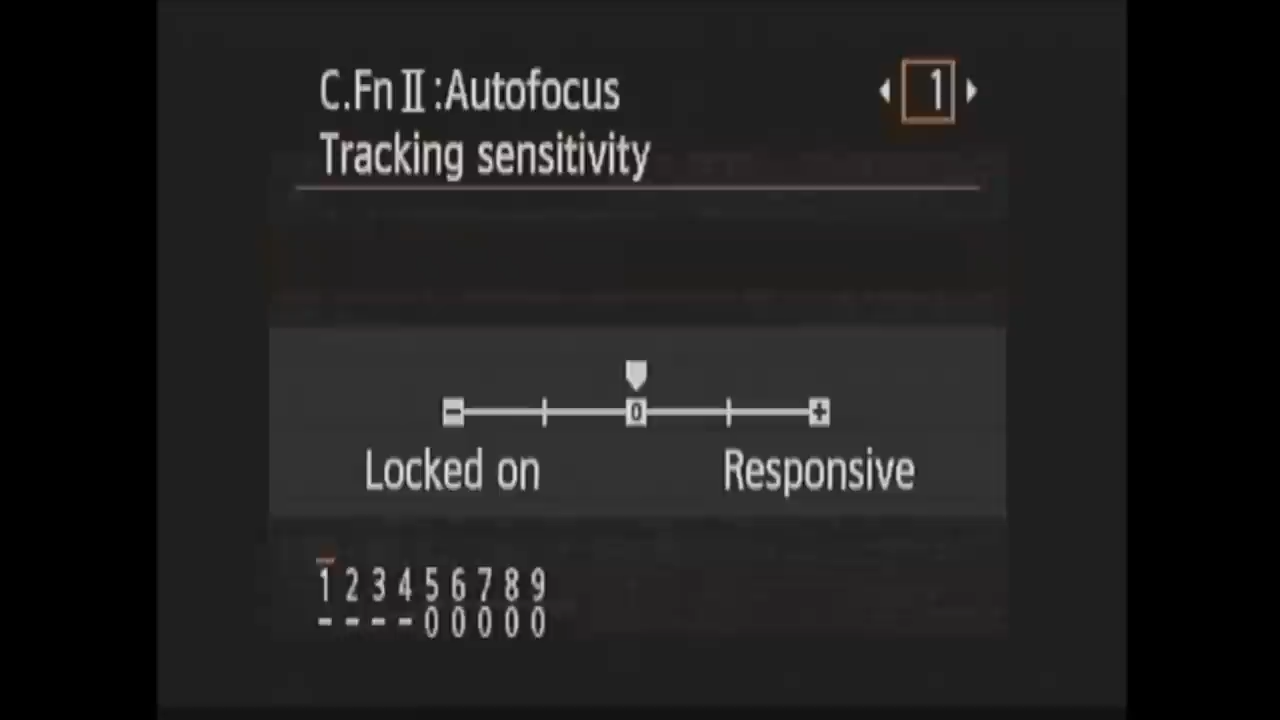 C.Fn II :Autofocus 1
Tracking sensitivity
0
Locked on Responsive
1 2 3 4 5 6 7 8 9
- - - - 0 0 0 0 0